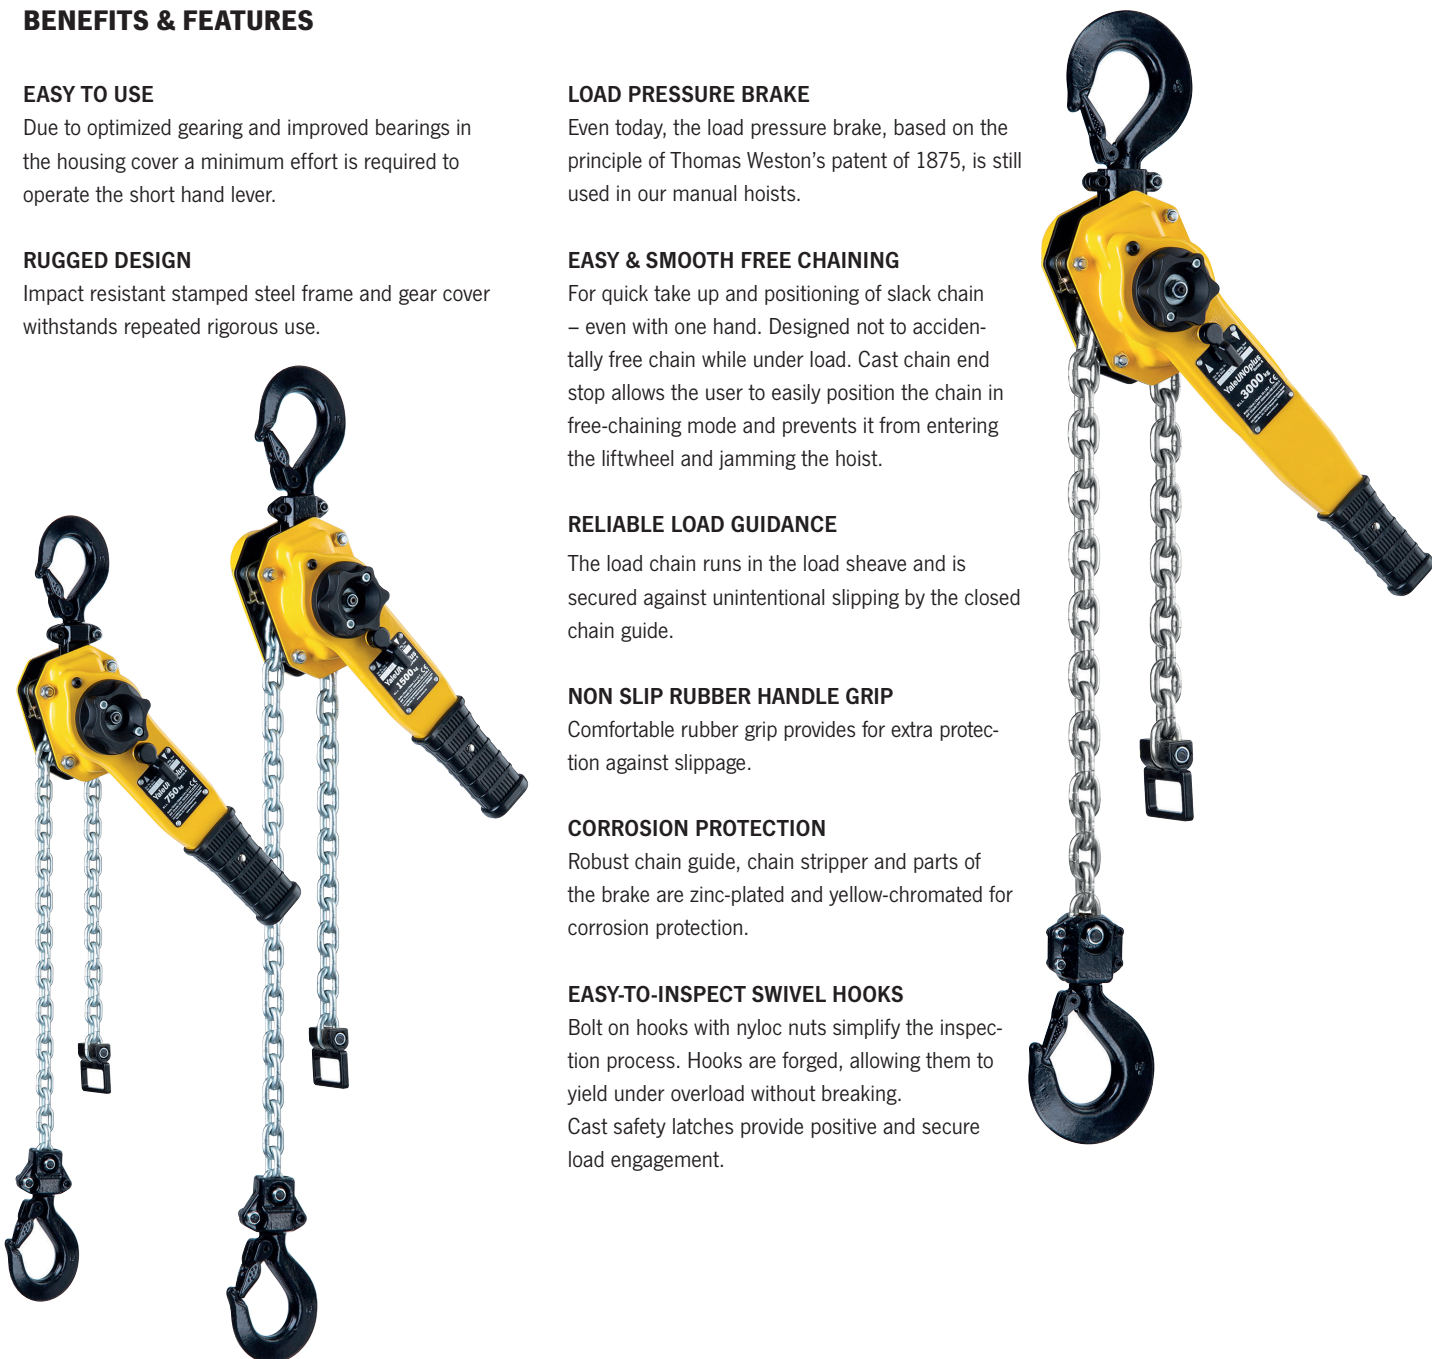 BENEFITS & FEATURES
EASY TO USE
Due to optimized gearing and improved bearings in
the housing cover a minimum effort is required to
operate the short hand lever.
RUGGED DESIGN
Impact resistant stamped steel frame and gear cover
withstands repeated rigorous use.
LOAD PRESSURE BRAKE
Even today, the load pressure brake, based on the
principle of Thomas Weston’s patent of 1875, is still
used in our manual hoists.
EASY & SMOOTH FREE CHAINING
For quick take up and positioning of slack chain
– even with one hand. Designed not to acciden-
tally free chain while under load. Cast chain end
stop allows the user to easily position the chain in
free-chaining mode and prevents it from entering
the liftwheel and jamming the hoist.
RELIABLE LOAD GUIDANCE
The load chain runs in the load sheave and is
secured against unintentional slipping by the closed
chain guide.
NON SLIP RUBBER HANDLE GRIP
Comfortable rubber grip provides for extra protec-
tion against slippage.
CORROSION PROTECTION
Robust chain guide, chain stripper and parts of
the brake are zinc-plated and yellow-chromated for
corrosion protection.
EASY-TO-INSPECT SWIVEL HOOKS
Bolt on hooks with nyloc nuts simplify the inspec-
tion process. Hooks are forged, allowing them to
yield under overload without breaking.
Cast safety latches provide positive and secure
load engagement.
YaleUNOplus
3000 kg
CE
1500 kg
CE
750 kg
CE